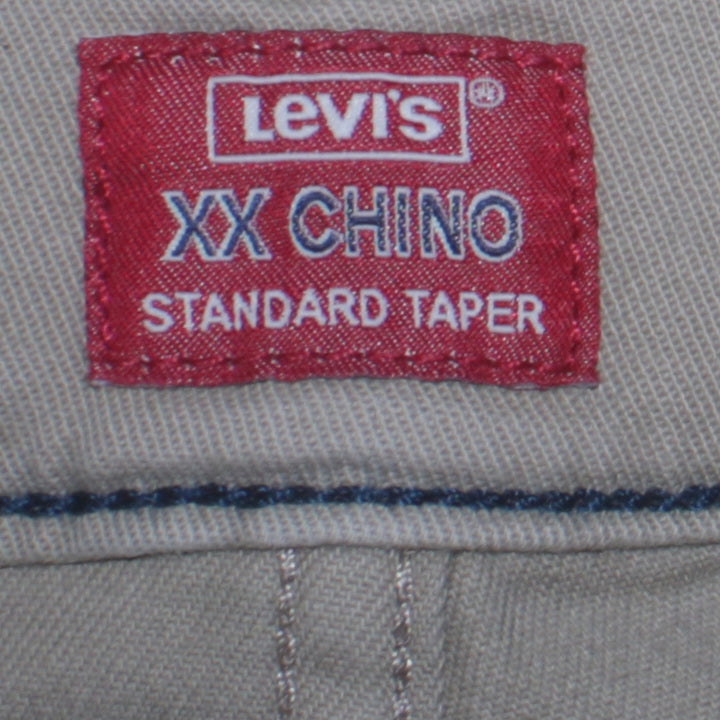 Levi's ®
XX CHINO
STANDARD TAPER